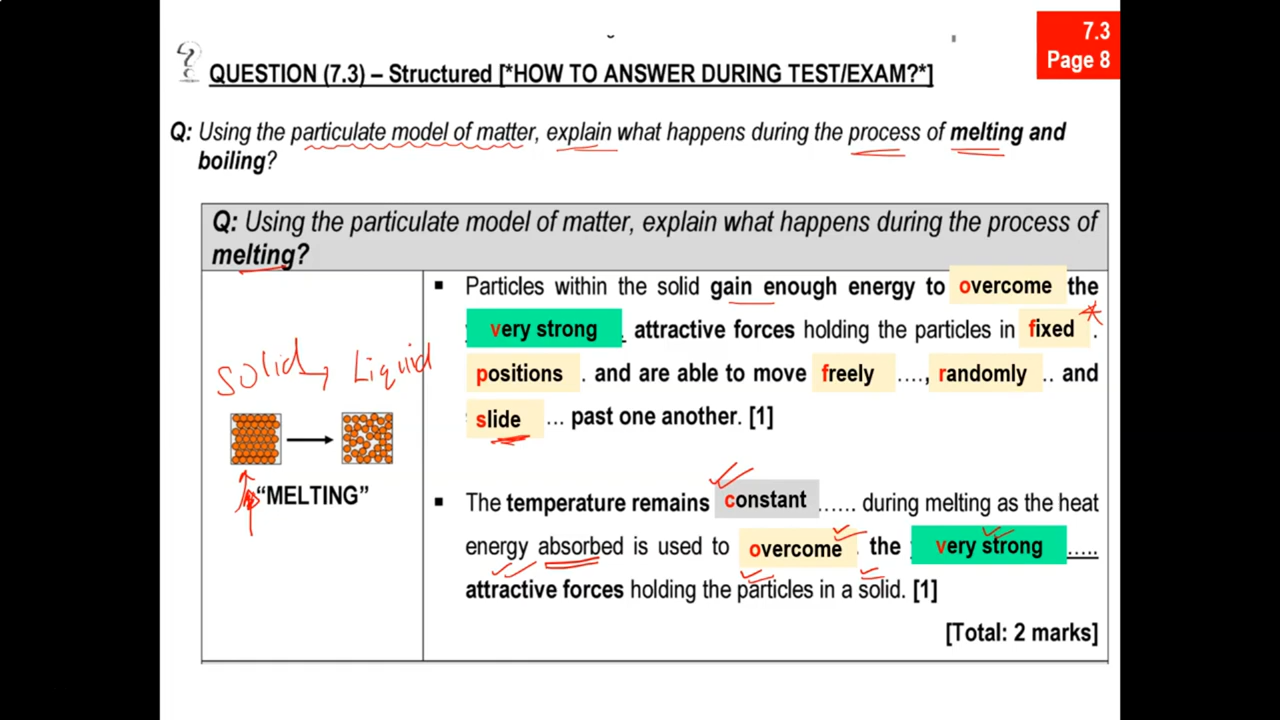 7.3
Page 8
QUESTION (7.3) – Structured [*HOW TO ANSWER DURING TEST/EXAM?*]
Q: Using the particulate model of matter, explain what happens during the process of melting and
boiling?
Q: Using the particulate model of matter, explain what happens during the process of
melting?
▪ Particles within the solid gain enough energy to overcome the
very strong attractive forces holding the particles in fixed .
positions . and are able to move freely ...., randomly .. and
slide ... past one another. [1]
Solid → Liquid
"MELTING"
▪ The temperature remains constant ...... during melting as the heat
energy absorbed is used to overcome . the very strong .....
attractive forces holding the particles in a solid. [1]
[Total: 2 marks]